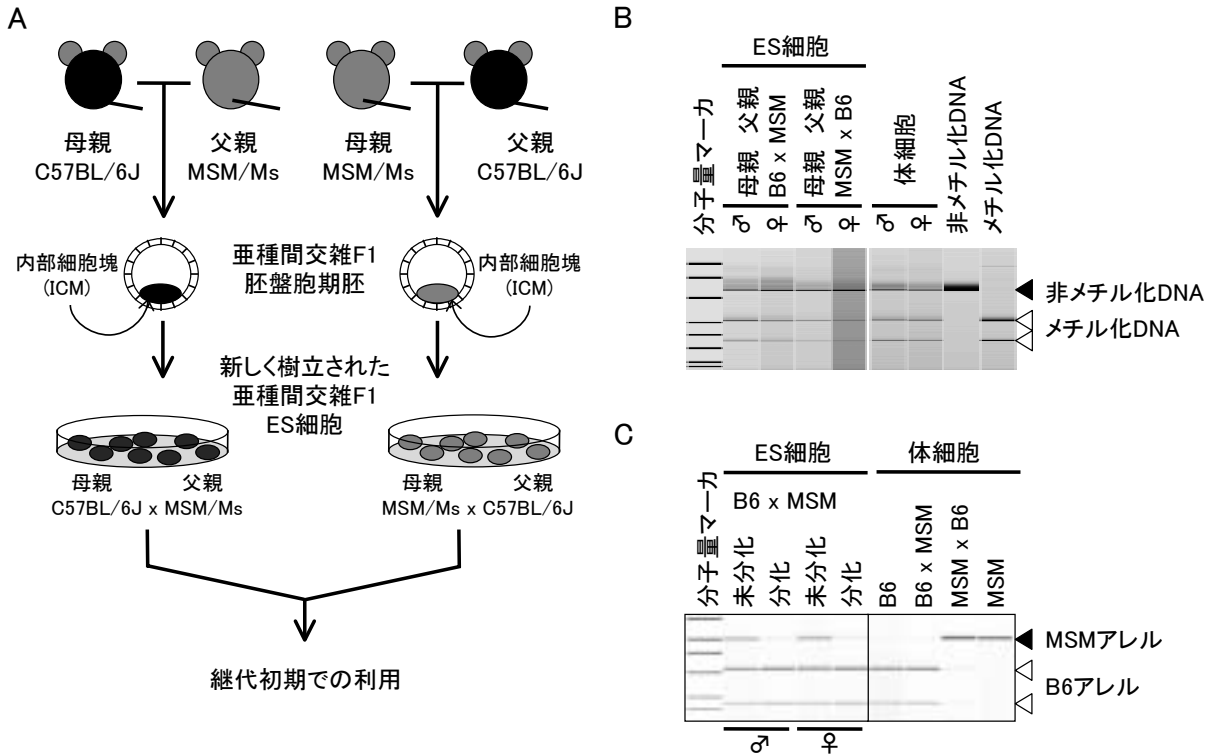 A
母親
C57BL/6J
父親
MSM/Ms
母親
MSM/Ms
父親
C57BL/6J
内部細胞塊
(ICM)
亜種間交雑F1
胚盤胞期胚
内部細胞塊
(ICM)
新しく樹立された
亜種間交雑F1
ES細胞
母親 父親
C57BL/6J x MSM/Ms
母親 父親
MSM/Ms x C57BL/6J
継代初期での利用
B
ES細胞
分子量マーカ
母親 父親
B6 x MSM
母親 父親
MSM x B6
体細胞
非メチル化DNA
メチル化DNA
♂ ♀ ♂ ♀ ♂ ♀
非メチル化DNA
メチル化DNA
C
ES細胞
体細胞
B6 x MSM
分子量マーカ
未分化
分化
未分化
分化
B6
B6 x MSM
MSM x B6
MSM
MSMアレル
B6アレル
♂ ♀